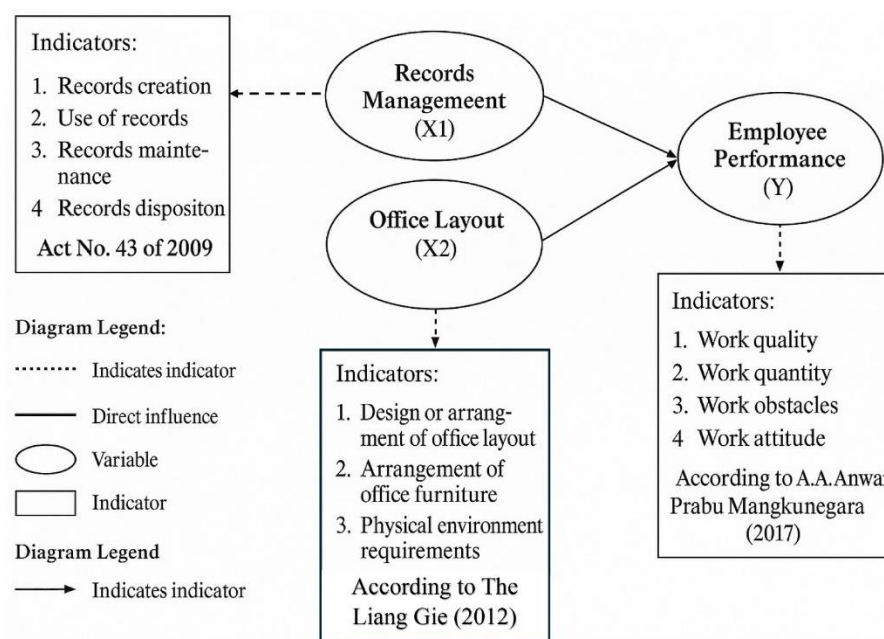 Indicators:
1. Records creation
2. Use of records
3. Records mainte-
nance
4 Records dispositon
Act No. 43 of 2009
Records
Managemeent
(X1)
Office Layout
(X2)
Employee
Performance
(Y)
Indicators:
1. Work quality
2. Work quantity
3. Work obstacles
4 Work attitude
According to A.A.Anwar
Prabu Mangkunegara
(2017)
Indicators:
1. Design or arrang-
ment of office layout
2. Arrangement of
office furniture
3. Physical environment
requirements
According to The
Liang Gie (2012)
Diagram Legend:
Indicates indicator
Direct influence
Variable
Indicator
Diagram Legend
Indicates indicator